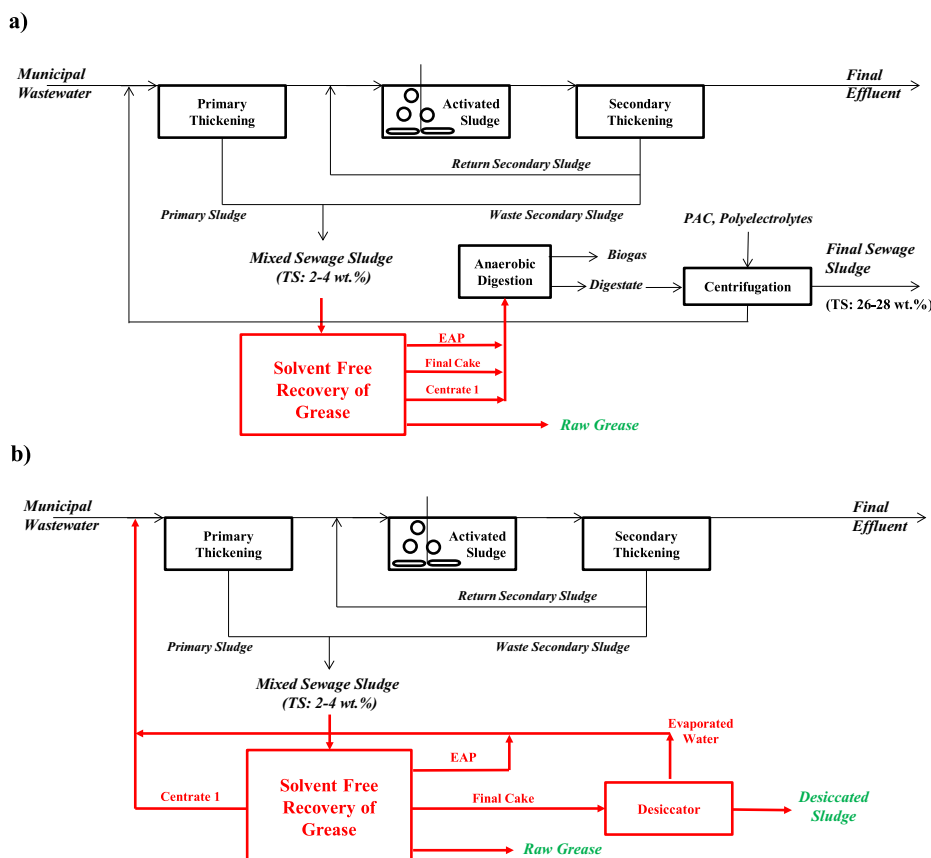 a)
Municipal
Wastewater
Final
Effluent
Primary
Thickening
Activated
Sludge
Secondary
Thickening
Return Secondary Sludge
Primary Sludge
Waste Secondary Sludge
PAC, Polyelectrolytes
Mixed Sewage Sludge
(TS: 2-4 wt.%)
Anaerobic
Digestion
Biogas
Digestate
Centrifugation
Final Sewage
Sludge
(TS: 26-28 wt.%)
Solvent Free
Recovery of
Grease
EAP
Final Cake
Centrate 1
Raw Grease
b)
Municipal
Wastewater
Final
Effluent
Primary
Thickening
Activated
Sludge
Secondary
Thickening
Return Secondary Sludge
Primary Sludge
Waste Secondary Sludge
Mixed Sewage Sludge
(TS: 2-4 wt.%)
Evaporated
Water
EAP
Solvent Free
Recovery of
Grease
Centrate 1
Final Cake
Desiccator
Desiccated
Sludge
Raw Grease